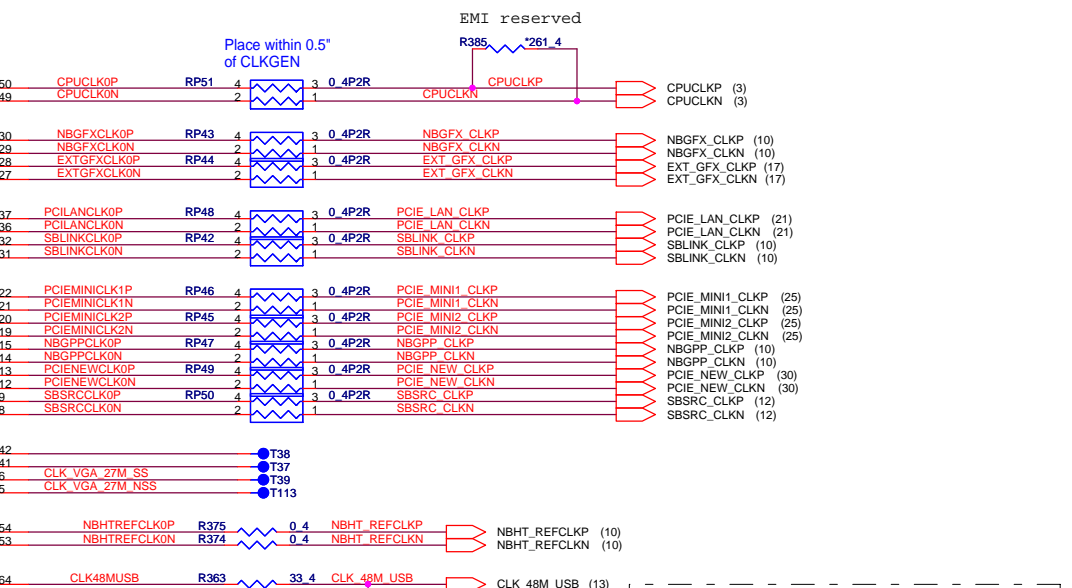 EMI reserved
Place within 0.5"
of CLKGEN
R385 *261_4
50 CPUCLK0P RP51 4 3 0_4P2R CPUCLKP CPUCLKP (3)
49 CPUCLK0N 2 1 CPUCLKN CPUCLKN (3)
30 NBGFXCLK0P RP43 4 3 0_4P2R NBGFX_CLKP NBGFX_CLKP (10)
29 NBGFXCLK0N 2 1 NBGFX_CLKN NBGFX_CLKN (10)
28 EXTGFXCLK0P RP44 4 3 0_4P2R EXT_GFX_CLKP EXT_GFX_CLKP (17)
27 EXTGFXCLK0N 2 1 EXT_GFX_CLKN EXT_GFX_CLKN (17)
37 PCILANCLK0P RP48 4 3 0_4P2R PCIE_LAN_CLKP PCIE_LAN_CLKP (21)
36 PCILANCLK0N 2 1 PCIE_LAN_CLKN PCIE_LAN_CLKN (21)
32 SBLINKCLK0P RP42 4 3 0_4P2R SBLINK_CLKP SBLINK_CLKP (10)
31 SBLINKCLK0N 2 1 SBLINK_CLKN SBLINK_CLKN (10)
22 PCIEMINICLK1P RP46 4 3 0_4P2R PCIE_MINI1_CLKP PCIE_MINI1_CLKP (25)
21 PCIEMINICLK1N 2 1 PCIE_MINI1_CLKN PCIE_MINI1_CLKN (25)
20 PCIEMINICLK2P RP45 4 3 0_4P2R PCIE_MINI2_CLKP PCIE_MINI2_CLKP (25)
19 PCIEMINICLK2N 2 1 PCIE_MINI2_CLKN PCIE_MINI2_CLKN (25)
15 NBGPPCLK0P RP47 4 3 0_4P2R NBGPP_CLKP NBGPP_CLKP (10)
14 NBGPPCLK0N 2 1 NBGPP_CLKN NBGPP_CLKN (10)
13 PCIENEWCLK0P RP49 4 3 0_4P2R PCIE_NEW_CLKP PCIE_NEW_CLKP (30)
12 PCIENEWCLK0N 2 1 PCIE_NEW_CLKN PCIE_NEW_CLKN (30)
9 SBSRCCLK0P RP50 4 3 0_4P2R SBSRC_CLKP SBSRC_CLKP (12)
8 SBSRCCLK0N 2 1 SBSRC_CLKN SBSRC_CLKN (12)
42 T38
41 T37
6 CLK_VGA_27M_SS T39
5 CLK_VGA_27M_NSS T113
54 NBHTREFCLK0P R375 0_4 NBHT_REFCLKP NBHT_REFCLKP (10)
53 NBHTREFCLK0N R374 0_4 NBHT_REFCLKN NBHT_REFCLKN (10)
64 CLK48MUSB R363 33_4 CLK_48M_USB CLK_48M_USB (13)